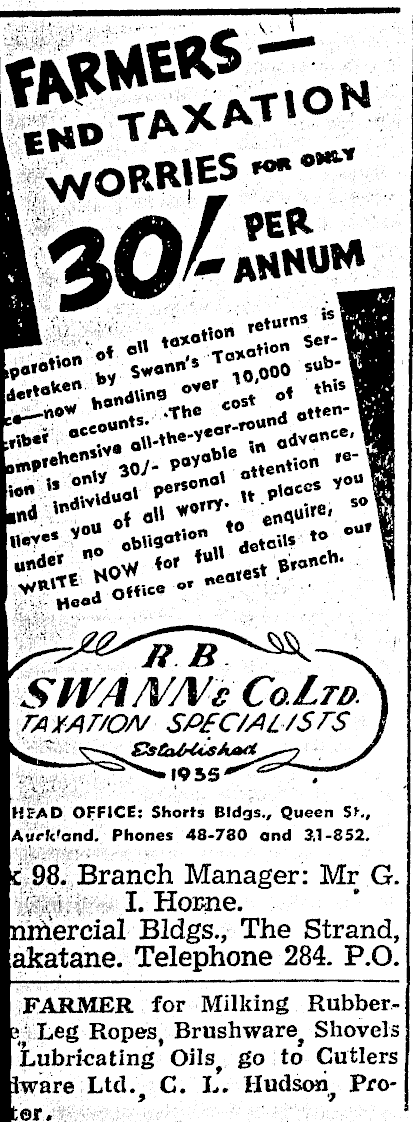 FARMERS —
END TAXATION
WORRIES FOR ONLY
30/- PER
ANNUM
paration of all taxation returns is
dertaken by Swann's Taxation Ser-
ce—now handling over 10,000 sub-
riber accounts. The cost of this
omprehensive all-the-year-round atten-
ion is only 30/- payable in advance,
and individual personal attention re-
lieves you of all worry. It places you
under no obligation to enquire, so
WRITE NOW for full details to our
Head Office or nearest Branch.
R. B.
SWANN & Co. LTD.
TAXATION SPECIALISTS
Established
1935
HEAD OFFICE: Shorts Bldgs., Queen St.,
Auckland. Phones 48-780 and 31-852.
x 98. Branch Manager: Mr G.
I. Horne.
mmercial Bldgs., The Strand,
akatane. Telephone 284. P.O.
FARMER for Milking Rubber-
e, Leg Ropes, Brushware, Shovels
Lubricating Oils, go to Cutlers
dware Ltd., C. L. Hudson, Pro-
tor.